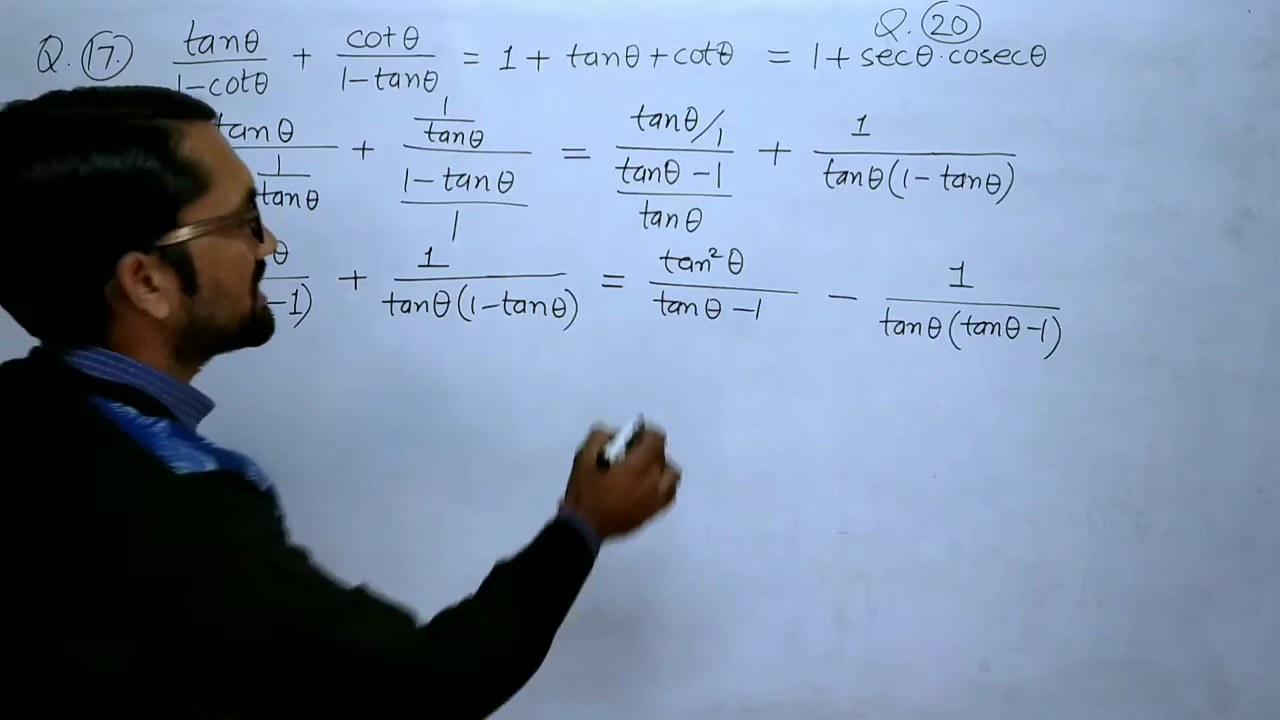 Q. 20
Q. 17. tanθ/(1-cotθ) + cotθ/(1-tanθ) = 1 + tanθ + cotθ = 1 + secθ.cosecθ
tanθ/(1/tanθ) + (1/tanθ)/((1-tanθ)/1) = (tanθ/1)/((tanθ-1)/tanθ) + 1/(tanθ(1-tanθ))
θ/(-1) + 1/(tanθ(1-tanθ)) = tan²θ/(tanθ-1) - 1/(tanθ(tanθ-1))